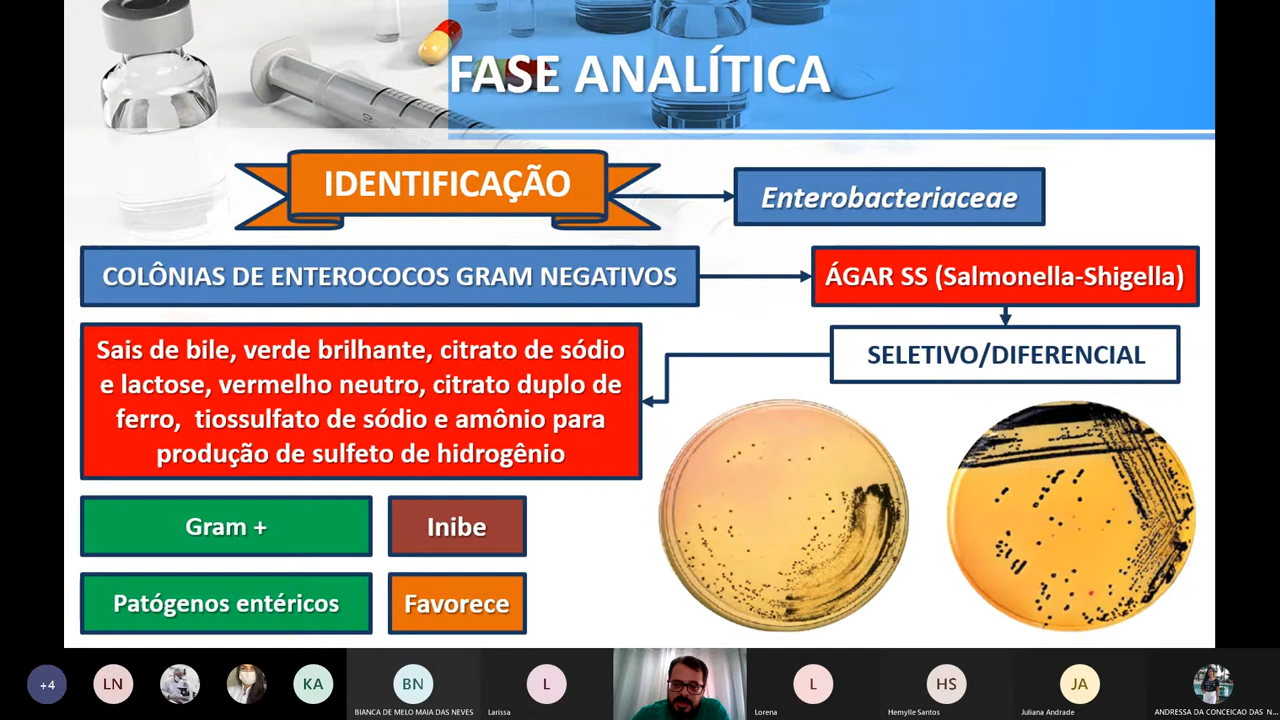 FASE ANALÍTICA
IDENTIFICAÇÃO
Enterobacteriaceae
COLÔNIAS DE ENTEROCOCOS GRAM NEGATIVOS
ÁGAR SS (Salmonella-Shigella)
SELETIVO/DIFERENCIAL
Sais de bile, verde brilhante, citrato de sódio
e lactose, vermelho neutro, citrato duplo de
ferro, tiossulfato de sódio e amônio para
produção de sulfeto de hidrogênio
Gram +
Inibe
Patógenos entéricos
Favorece
+4
LN
KA
BN
BIANCA DE MELO MAIA DAS NEVES
L
Larissa
L
Lorena
HS
Hemylle Santos
JA
Juliana Andrade
ANDRESSA DA CONCEICAO DAS N...